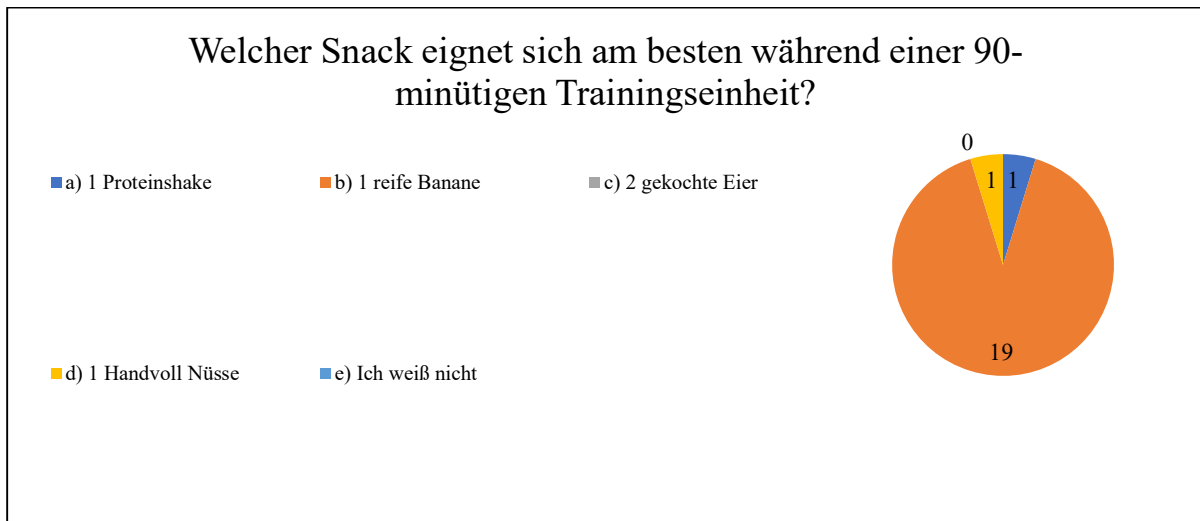 Welcher Snack eignet sich am besten während einer 90-
minütigen Trainingseinheit?
a) 1 Proteinshake
b) 1 reife Banane
c) 2 gekochte Eier
d) 1 Handvoll Nüsse
e) Ich weiß nicht
0
1
1
19